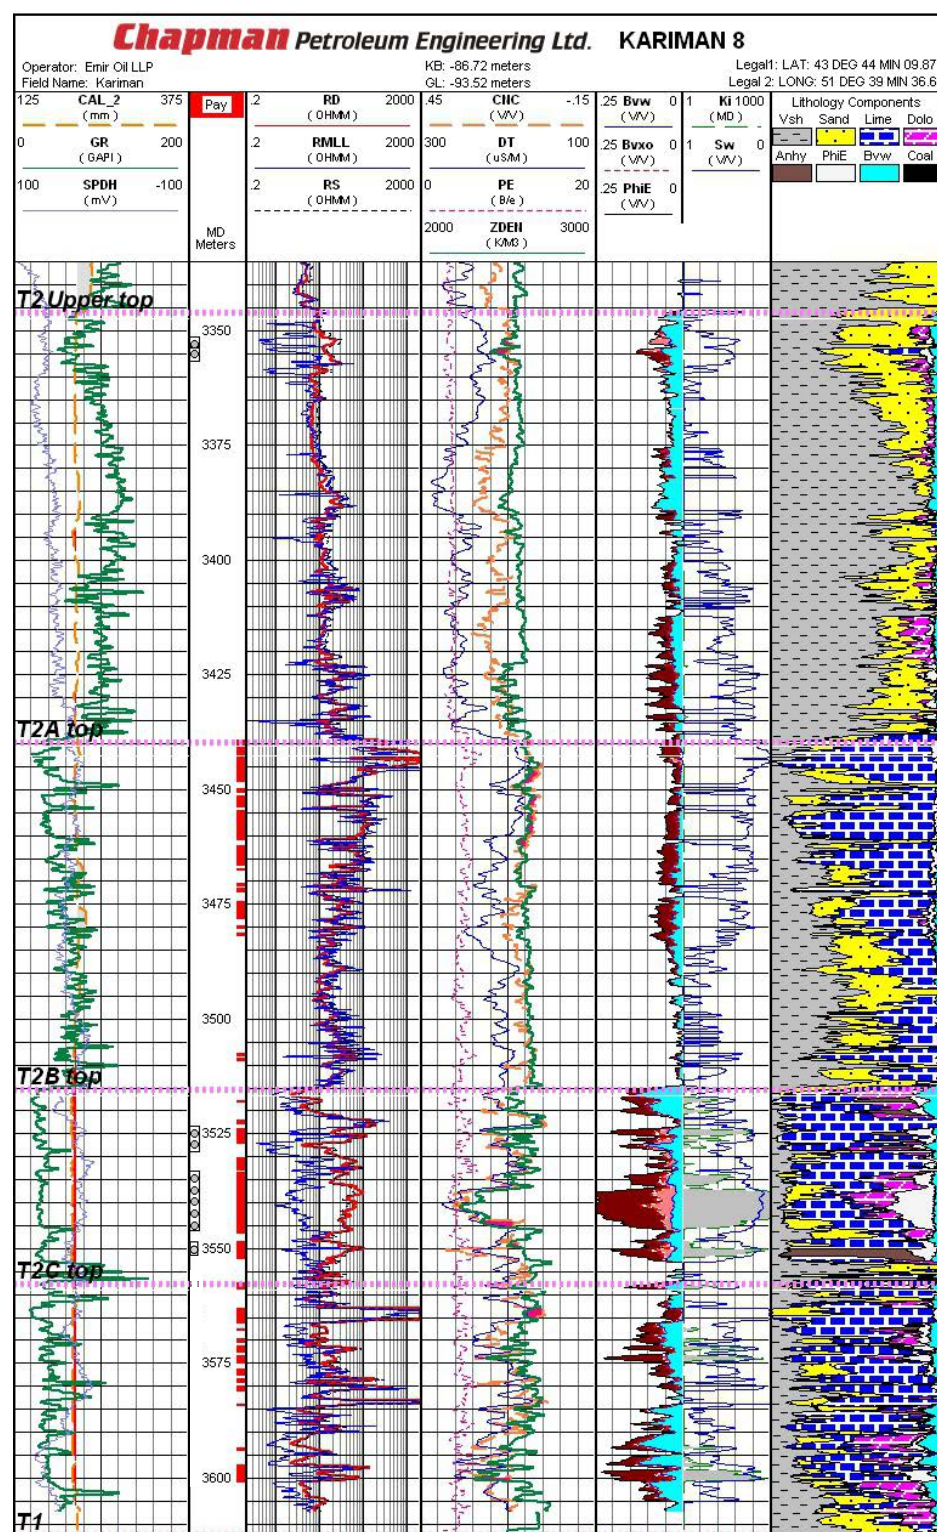 Chapman Petroleum Engineering Ltd. KARIMAN 8
Operator: Emir Oil LLP KB: -86.72 meters Legal1: LAT: 43 DEG 44 MIN 09.87
Field Name: Kariman GL: -93.52 meters Legal 2: LONG: 51 DEG 39 MIN 36.6
125 CAL_2 375
(mm)
0 GR 200
(GAPI)
100 SPDH -100
(mV)
Pay
MD
Meters
.2 RD 2000
(OHMM)
.2 RMLL 2000
(OHMM)
.2 RS 2000
(OHMM)
.45 CNC -.15
(V/V)
300 DT 100
(uS/M)
0 PE 20
(B/e)
2000 ZDEN 3000
(K/M3)
.25 Bvw 0
(V/V)
.25 Bvxo 0
(V/V)
.25 PhiE 0
(V/V)
1 Ki 1000
(MD)
1 Sw 0
(V/V)
Lithology Components
Vsh Sand Lime Dolo
Anhy PhiE Bvw Coal
T2 Upper top
3350
3375
3400
3425
T2A top
3450
3475
3500
T2B top
3525
3550
T2C top
3575
3600
T1